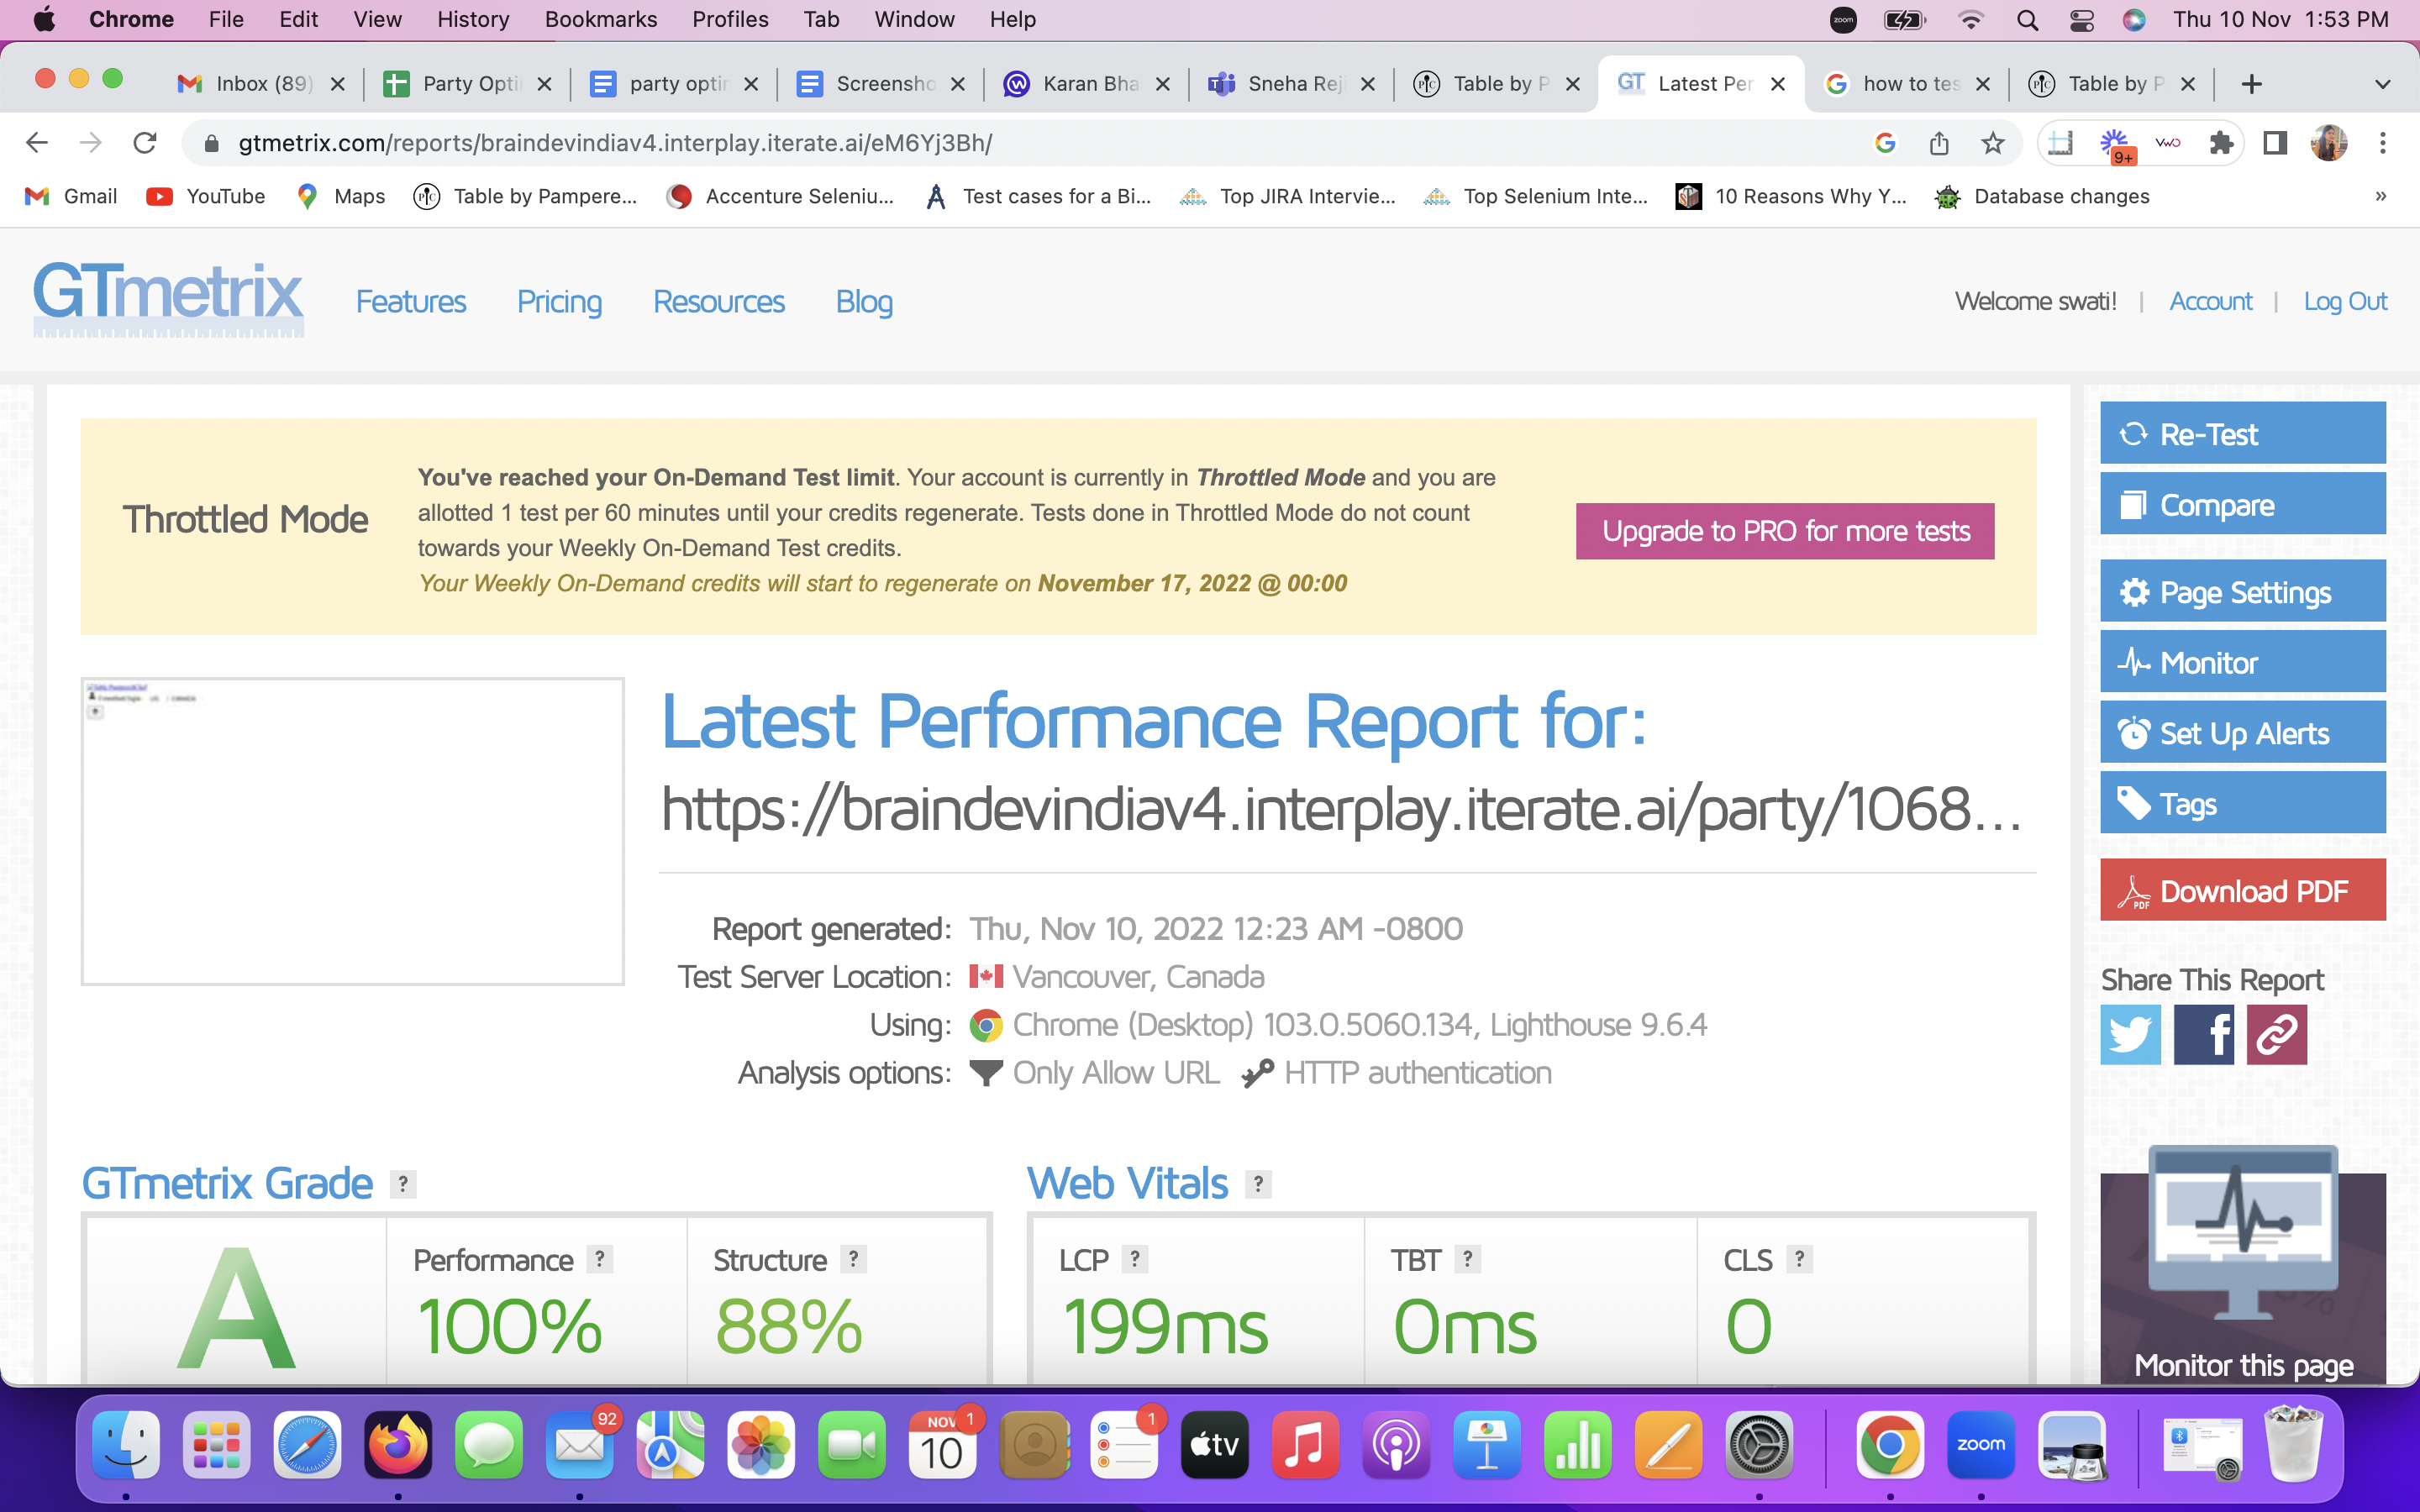 Chrome File Edit View History Bookmarks Profiles Tab Window Help zoom Thu 10 Nov 1:53 PM
Inbox (89) Party Opti party optim Screensho Karan Bha Sneha Reji Table by P GT Latest Per how to tes Table by P
gtmetrix.com/reports/braindevindiav4.interplay.iterate.ai/eM6Yj3Bh/ 9+ VWO
Gmail YouTube Maps Table by Pampere... Accenture Seleniu... Test cases for a Bi... Top JIRA Intervie... Top Selenium Inte... 10 Reasons Why Y... Database changes »
GTmetrix Features Pricing Resources Blog Welcome swati! | Account | Log Out
Throttled Mode
You've reached your On-Demand Test limit. Your account is currently in Throttled Mode and you are
allotted 1 test per 60 minutes until your credits regenerate. Tests done in Throttled Mode do not count
towards your Weekly On-Demand Test credits.
Your Weekly On-Demand credits will start to regenerate on November 17, 2022 @ 00:00
Upgrade to PRO for more tests
Latest Performance Report for:
https://braindevindiav4.interplay.iterate.ai/party/1068...
Report generated: Thu, Nov 10, 2022 12:23 AM -0800
Test Server Location: Vancouver, Canada
Using: Chrome (Desktop) 103.0.5060.134, Lighthouse 9.6.4
Analysis options: Only Allow URL HTTP authentication
GTmetrix Grade ?
A
Performance ?
100%
Structure ?
88%
Web Vitals ?
LCP ?
199ms
TBT ?
0ms
CLS ?
0
Re-Test
Compare
Page Settings
Monitor
Set Up Alerts
Tags
PDF Download PDF
Share This Report
Monitor this page
92 NOV 10 1 1 tv zoom